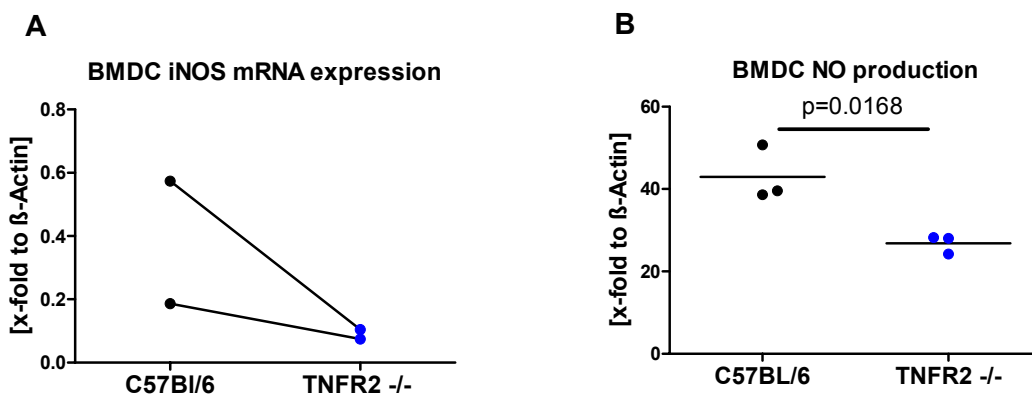 A
BMDC iNOS mRNA expression
[x-fold to ß-Actin]
0.8
0.6
0.4
0.2
0.0
C57Bl/6
TNFR2 -/-
B
BMDC NO production
p=0.0168
[x-fold to ß-Actin]
60
40
20
0
C57BL/6
TNFR2 -/-